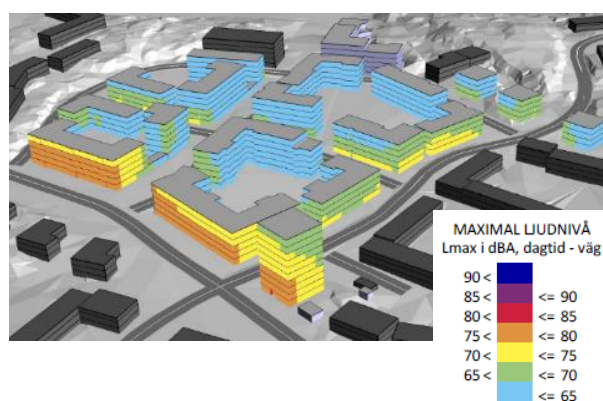 MAXIMAL LJUDNIVÅ
Lmax i dBA, dagtid - väg
90 <
85 < <= 90
80 < <= 85
75 < <= 80
70 < <= 75
65 < <= 70
<= 65